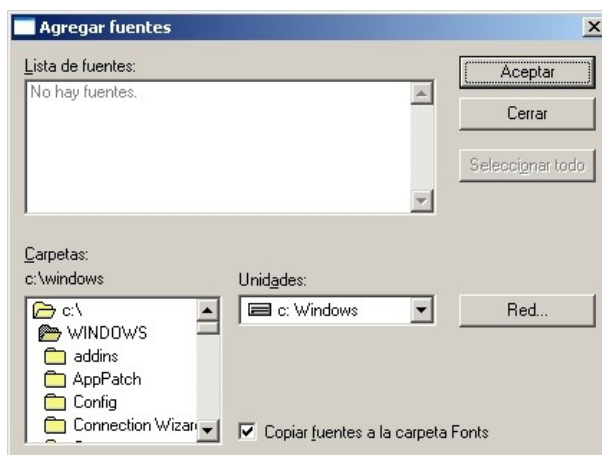 Agregar fuentes
Lista de fuentes:
No hay fuentes.
Aceptar
Cerrar
Seleccionar todo
Carpetas:
c:\windows
c:\
WINDOWS
addins
AppPatch
Config
Connection Wizar
Unidades:
c: Windows
Red...
Copiar fuentes a la carpeta Fonts